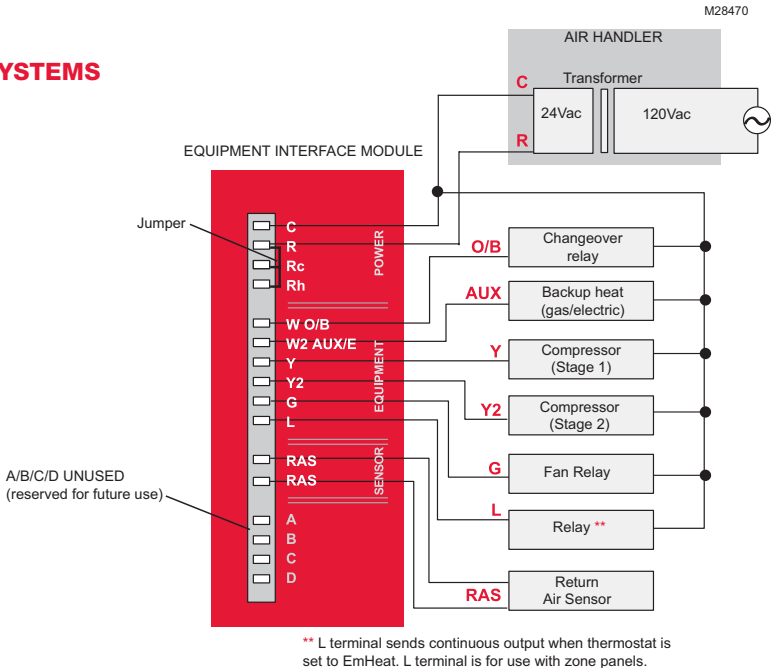 M28470
YSTEMS
AIR HANDLER
C
Transformer
24Vac
120Vac
R
EQUIPMENT INTERFACE MODULE
Jumper
C
R
Rc
Rh
POWER
W O/B
W2 AUX/E
Y
Y2
G
L
EQUIPMENT
RAS
RAS
SENSOR
A
B
C
D
A/B/C/D UNUSED
(reserved for future use)
O/B
Changeover
relay
AUX
Backup heat
(gas/electric)
Y
Compressor
(Stage 1)
Y2
Compressor
(Stage 2)
G
Fan Relay
L
Relay **
RAS
Return
Air Sensor
** L terminal sends continuous output when thermostat is
set to EmHeat. L terminal is for use with zone panels.